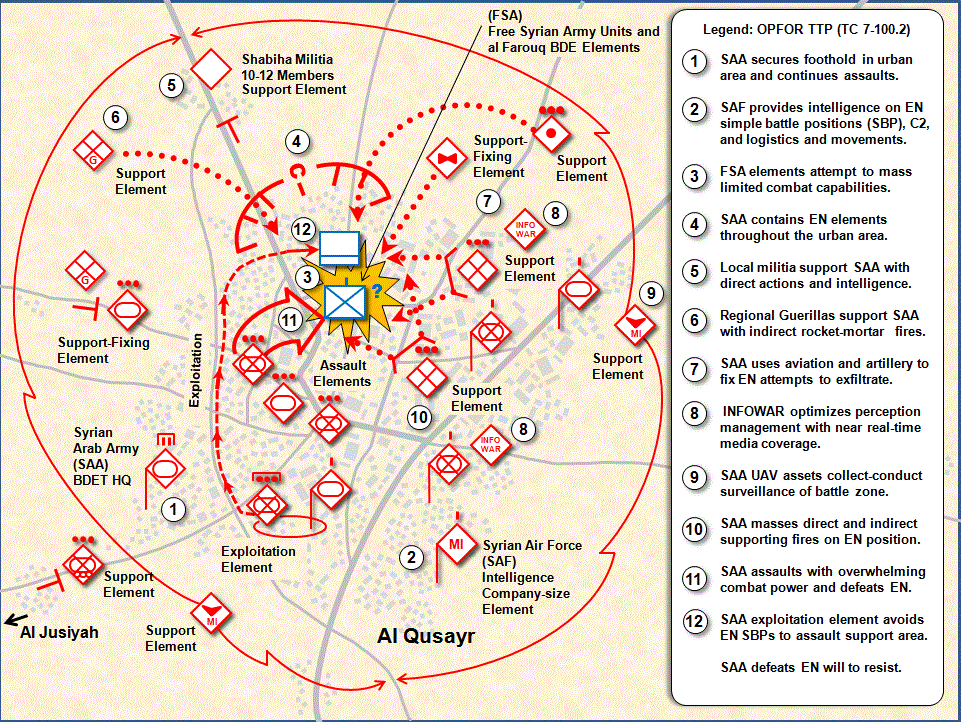 (FSA)
Free Syrian Army Units and
al Farouq BDE Elements
Shabiha Militia
10-12 Members
Support Element
5
6
G
Support
Element
4
Support-
Fixing
Element
Support
Element
7
INFO
WAR
8
12
Support
Element
3
?
G
Support-Fixing
Element
11
9
MI
Support
Element
Exploitation
Assault
Elements
Support
Element
10
INFO
WAR
8
Syrian
Arab Army
(SAA)
BDET HQ
1
Exploitation
Element
2
MI
Syrian Air Force
(SAF)
Intelligence
Company-size
Element
Support
Element
MI
Support
Element
Al Jusiyah
Al Qusayr
Legend: OPFOR TTP (TC 7-100.2)
1 SAA secures foothold in urban
area and continues assaults.
2 SAF provides intelligence on EN
simple battle positions (SBP), C2,
and logistics and movements.
3 FSA elements attempt to mass
limited combat capabilities.
4 SAA contains EN elements
throughout the urban area.
5 Local militia support SAA with
direct actions and intelligence.
6 Regional Guerillas support SAA
with indirect rocket-mortar fires.
7 SAA uses aviation and artillery to
fix EN attempts to exfiltrate.
8 INFOWAR optimizes perception
management with near real-time
media coverage.
9 SAA UAV assets collect-conduct
surveillance of battle zone.
10 SAA masses direct and indirect
supporting fires on EN position.
11 SAA assaults with overwhelming
combat power and defeats EN.
12 SAA exploitation element avoids
EN SBPs to assault support area.
SAA defeats EN will to resist.